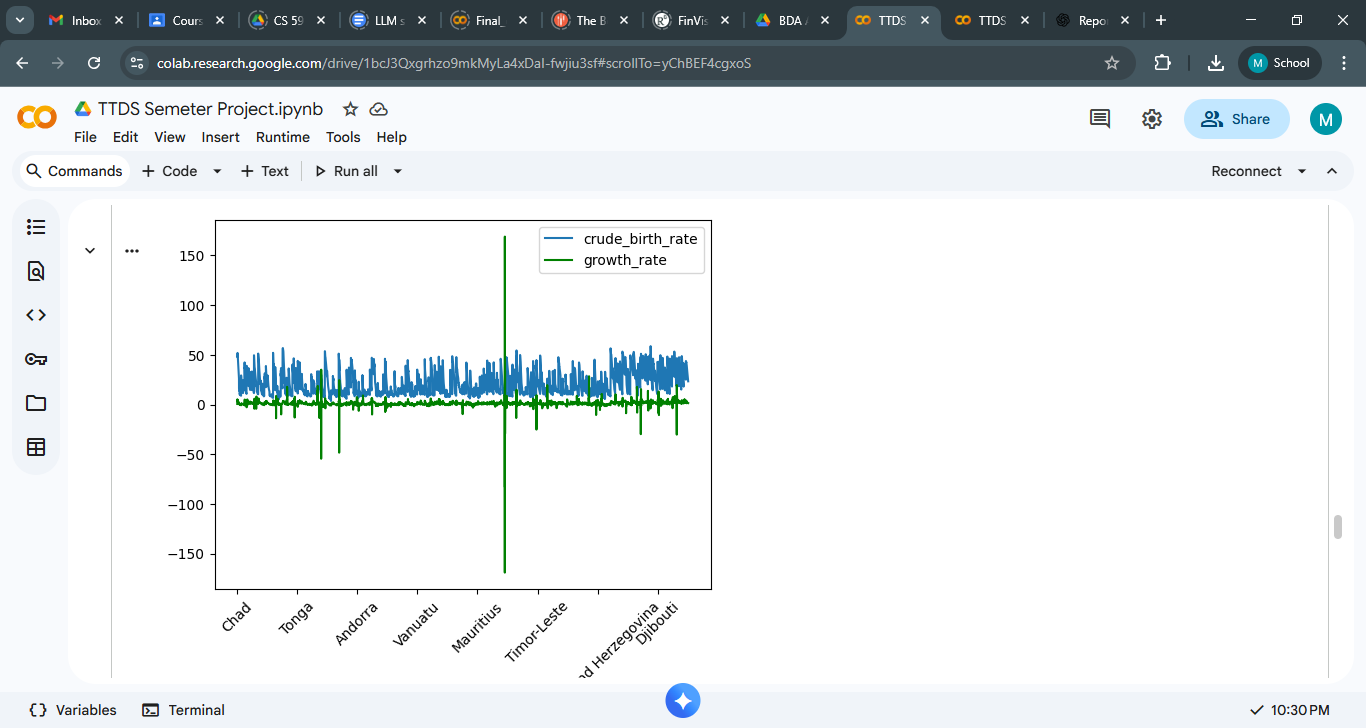 Inbox
Cours
CS 59
LLM s
Final_
The B
FinVis
BDA /
TTDS
TTDS
Repo
colab.research.google.com/drive/1bcJ3Qxgrhzo9mkMyLa4xDaI-fwjiu3sf#scrollTo=yChBEF4cgxoS
M School
TTDS Semeter Project.ipynb
File Edit View Insert Runtime Tools Help
Share
M
Commands + Code + Text Run all
Reconnect
crude_birth_rate
growth_rate
150
100
50
0
−50
−100
−150
Chad
Tonga
Andorra
Vanuatu
Mauritius
Timor-Leste
nd Herzegovina
Djibouti
Variables Terminal
10:30 PM